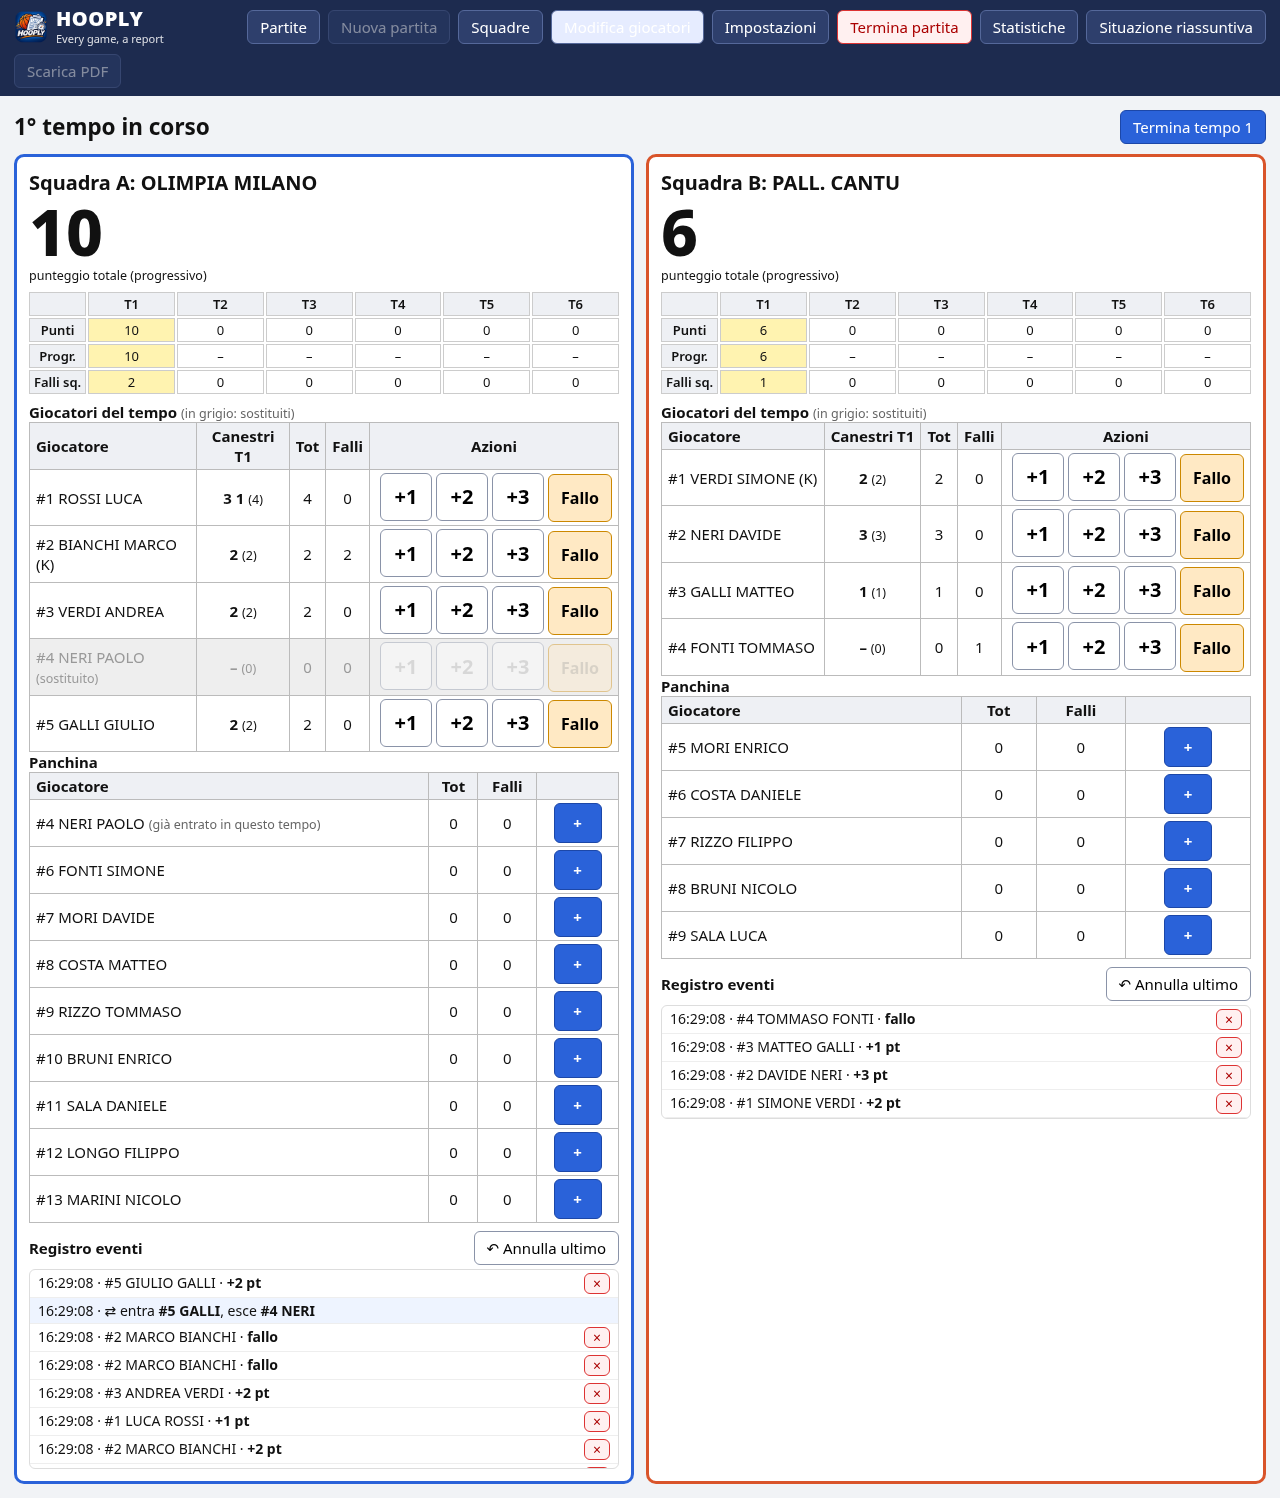 HOOPLY
Every game, a report
Partite
Nuova partita
Squadre
Modifica giocatori
Impostazioni
Termina partita
Statistiche
Situazione riassuntiva
Scarica PDF
1° tempo in corso
Termina tempo 1
Squadra A: OLIMPIA MILANO
10
punteggio totale (progressivo)
T1 T2 T3 T4 T5 T6
Punti 10 0 0 0 0 0
Progr. 10 – – – – –
Falli sq. 2 0 0 0 0 0
Giocatori del tempo (in grigio: sostituiti)
Giocatore Canestri T1 Tot Falli Azioni
#1 ROSSI LUCA 3 1 (4) 4 0 +1 +2 +3 Fallo
#2 BIANCHI MARCO (K) 2 (2) 2 2 +1 +2 +3 Fallo
#3 VERDI ANDREA 2 (2) 2 0 +1 +2 +3 Fallo
#4 NERI PAOLO (sostituito) – (0) 0 0 +1 +2 +3 Fallo
#5 GALLI GIULIO 2 (2) 2 0 +1 +2 +3 Fallo
Panchina
Giocatore Tot Falli
#4 NERI PAOLO (già entrato in questo tempo) 0 0 +
#6 FONTI SIMONE 0 0 +
#7 MORI DAVIDE 0 0 +
#8 COSTA MATTEO 0 0 +
#9 RIZZO TOMMASO 0 0 +
#10 BRUNI ENRICO 0 0 +
#11 SALA DANIELE 0 0 +
#12 LONGO FILIPPO 0 0 +
#13 MARINI NICOLO 0 0 +
Registro eventi
↶ Annulla ultimo
16:29:08 · #5 GIULIO GALLI · +2 pt ×
16:29:08 · ⇄ entra #5 GALLI, esce #4 NERI
16:29:08 · #2 MARCO BIANCHI · fallo ×
16:29:08 · #2 MARCO BIANCHI · fallo ×
16:29:08 · #3 ANDREA VERDI · +2 pt ×
16:29:08 · #1 LUCA ROSSI · +1 pt ×
16:29:08 · #2 MARCO BIANCHI · +2 pt ×
Squadra B: PALL. CANTU
6
punteggio totale (progressivo)
T1 T2 T3 T4 T5 T6
Punti 6 0 0 0 0 0
Progr. 6 – – – – –
Falli sq. 1 0 0 0 0 0
Giocatori del tempo (in grigio: sostituiti)
Giocatore Canestri T1 Tot Falli Azioni
#1 VERDI SIMONE (K) 2 (2) 2 0 +1 +2 +3 Fallo
#2 NERI DAVIDE 3 (3) 3 0 +1 +2 +3 Fallo
#3 GALLI MATTEO 1 (1) 1 0 +1 +2 +3 Fallo
#4 FONTI TOMMASO – (0) 0 1 +1 +2 +3 Fallo
Panchina
Giocatore Tot Falli
#5 MORI ENRICO 0 0 +
#6 COSTA DANIELE 0 0 +
#7 RIZZO FILIPPO 0 0 +
#8 BRUNI NICOLO 0 0 +
#9 SALA LUCA 0 0 +
Registro eventi
↶ Annulla ultimo
16:29:08 · #4 TOMMASO FONTI · fallo ×
16:29:08 · #3 MATTEO GALLI · +1 pt ×
16:29:08 · #2 DAVIDE NERI · +3 pt ×
16:29:08 · #1 SIMONE VERDI · +2 pt ×